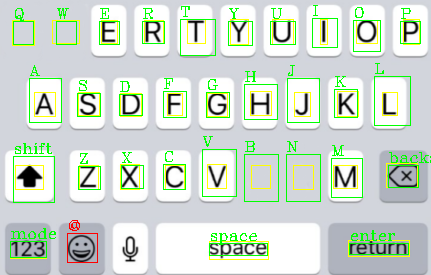 Q W E R T Y U I O P
E R T Y U I O P
A S D F G H J K L
A S D F G H J K L
shift Z X C V B N M back
Z X C V M
mode @ space enter
123 space return